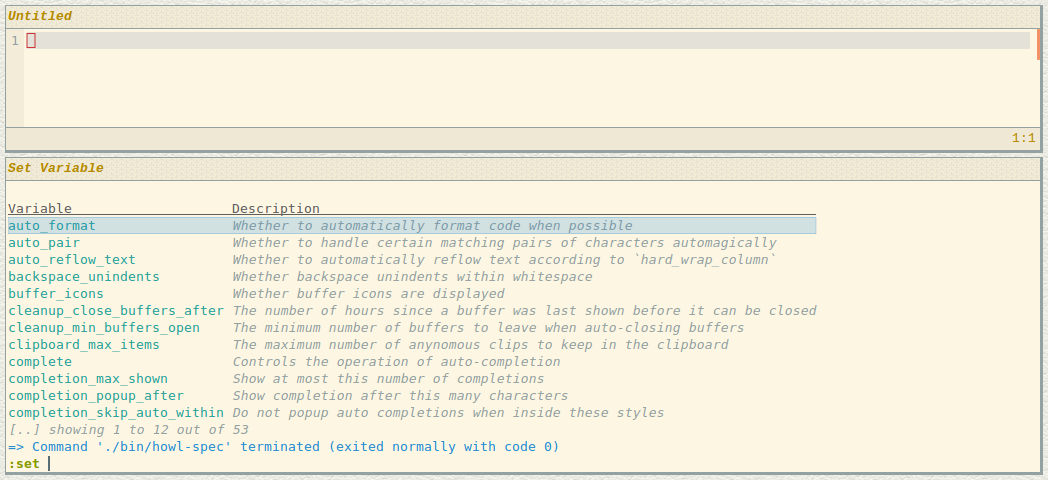 Untitled
1
1:1
Set Variable
Variable Description
auto_format Whether to automatically format code when possible
auto_pair Whether to handle certain matching pairs of characters automagically
auto_reflow_text Whether to automatically reflow text according to `hard_wrap_column`
backspace_unindents Whether backspace unindents within whitespace
buffer_icons Whether buffer icons are displayed
cleanup_close_buffers_after The number of hours since a buffer was last shown before it can be closed
cleanup_min_buffers_open The minimum number of buffers to leave when auto-closing buffers
clipboard_max_items The maximum number of anynomous clips to keep in the clipboard
complete Controls the operation of auto-completion
completion_max_shown Show at most this number of completions
completion_popup_after Show completion after this many characters
completion_skip_auto_within Do not popup auto completions when inside these styles
[..] showing 1 to 12 out of 53
=> Command './bin/howl-spec' terminated (exited normally with code 0)
:set